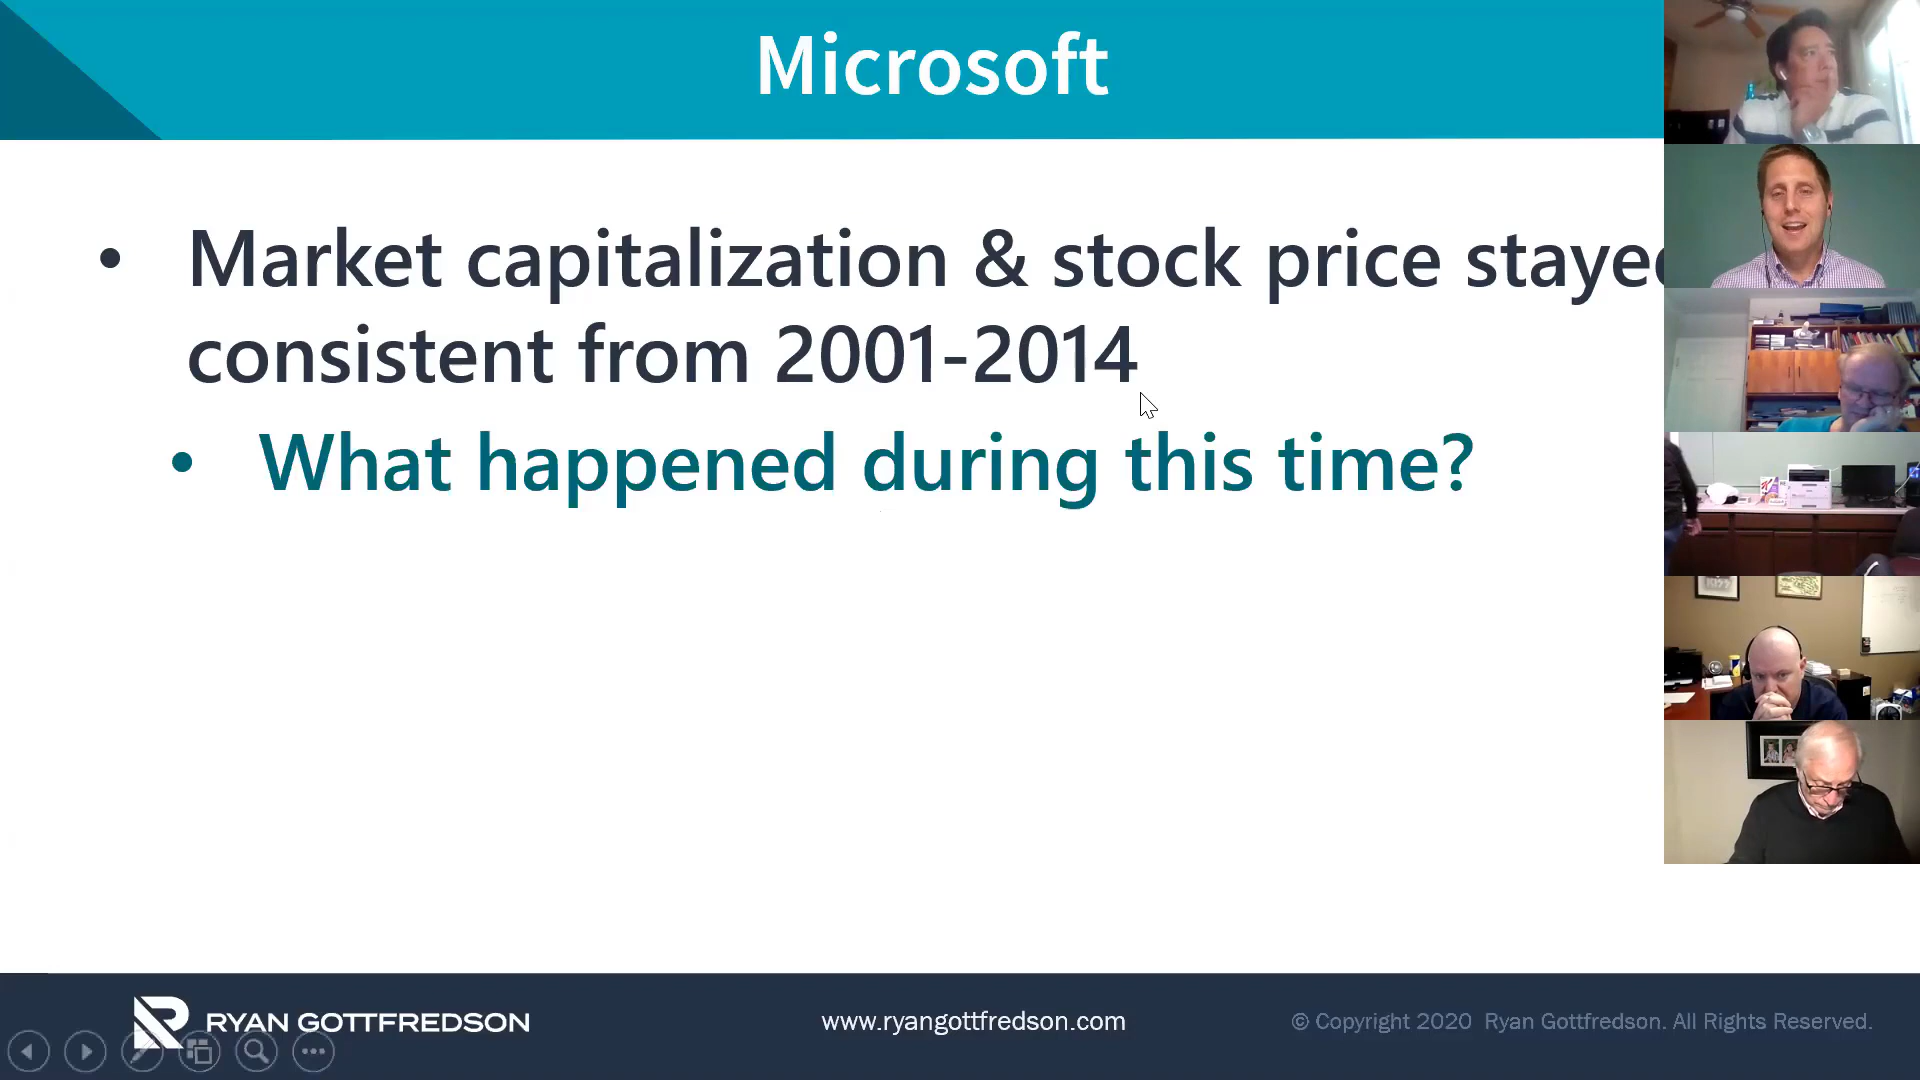 Microsoft
• Market capitalization & stock price stayed
consistent from 2001-2014
• What happened during this time?
RYAN GOTTFREDSON
www.ryangottfredson.com
© Copyright 2020 Ryan Gottfredson. All Rights Reserved.